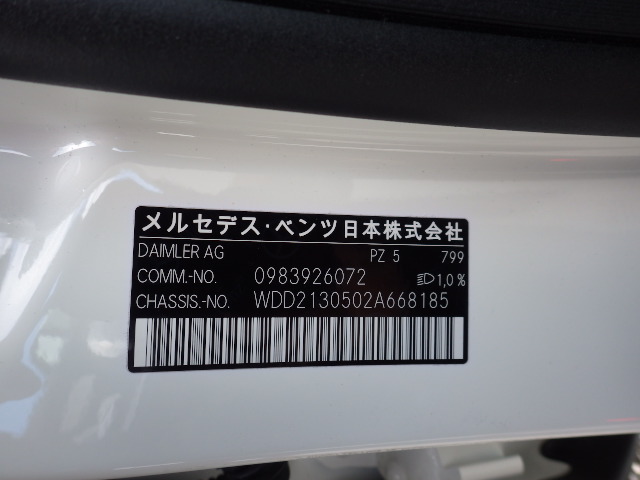 メルセデス・ベンツ日本株式会社
DAIMLER AG PZ 5 799
COMM.-NO. 0983926072 1,0%
CHASSIS.-NO. WDD2130502A668185